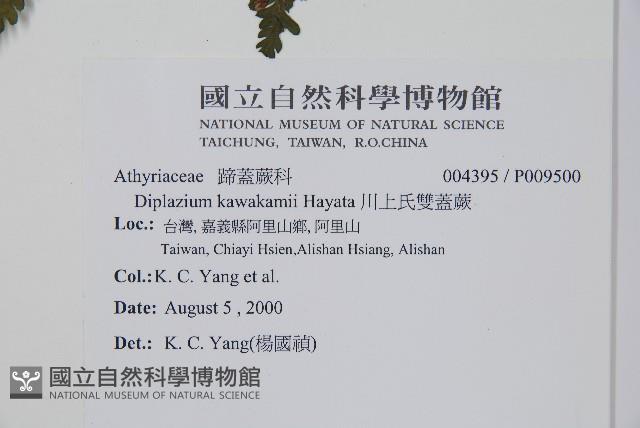 國立自然科學博物館
NATIONAL MUSEUM OF NATURAL SCIENCE
TAICHUNG, TAIWAN, R.O.CHINA
Athyriaceae 蹄蓋蕨科 004395 / P009500
Diplazium kawakamii Hayata 川上氏雙蓋蕨
Loc.: 台灣, 嘉義縣阿里山鄉, 阿里山
Taiwan, Chiayi Hsien,Alishan Hsiang, Alishan
Col.: K. C. Yang et al.
Date: August 5 , 2000
Det.: K. C. Yang(楊國禎)
國立自然科學博物館
NATIONAL MUSEUM OF NATURAL SCIENCE